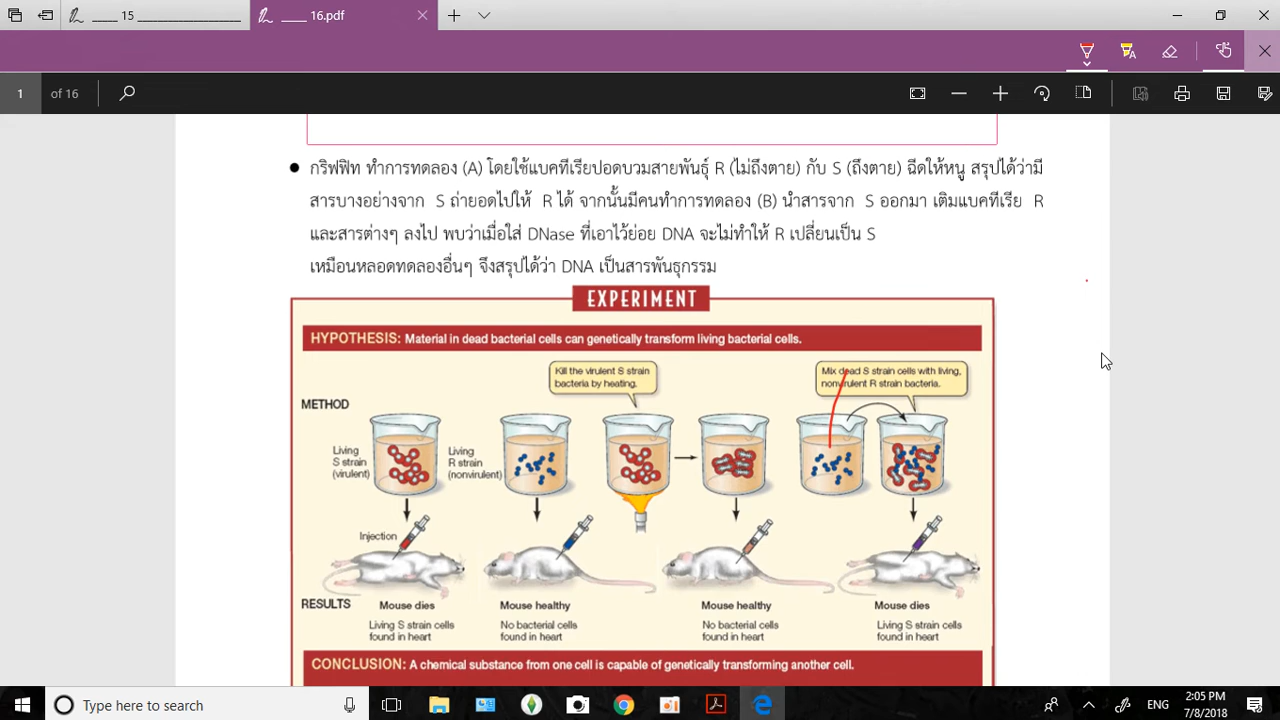 ____ 15 ____________________
____ 16.pdf
1 of 16
กริฟฟิท ทำการทดลอง (A) โดยใช้แบคทีเรียปอดบวมสายพันธุ์ R (ไม่ถึงตาย) กับ S (ถึงตาย) ฉีดให้หนู สรุปได้ว่ามี
สารบางอย่างจาก S ถ่ายอดไปให้ R ได้ จากนั้นมีคนทำการทดลอง (B) นำสารจาก S ออกมา เติมแบคทีเรีย R
และสารต่างๆ ลงไป พบว่าเมื่อใส่ DNase ที่เอาไว้ย่อย DNA จะไม่ทำให้ R เปลี่ยนเป็น S
เหมือนหลอดทดลองอื่นๆ จึงสรุปได้ว่า DNA เป็นสารพันธุกรรม
EXPERIMENT
HYPOTHESIS: Material in dead bacterial cells can genetically transform living bacterial cells.
Kill the virulent S strain
bacteria by heating.
Mix dead S strain cells with living,
nonvirulent R strain bacteria.
METHOD
Living
S strain
(virulent)
Living
R strain
(nonvirulent)
Injection
RESULTS
Mouse dies
Living S strain cells
found in heart
Mouse healthy
No bacterial cells
found in heart
Mouse healthy
No bacterial cells
found in heart
Mouse dies
Living S strain cells
found in heart
CONCLUSION: A chemical substance from one cell is capable of genetically transforming another cell.
Type here to search
ENG
2:05 PM
7/8/2018